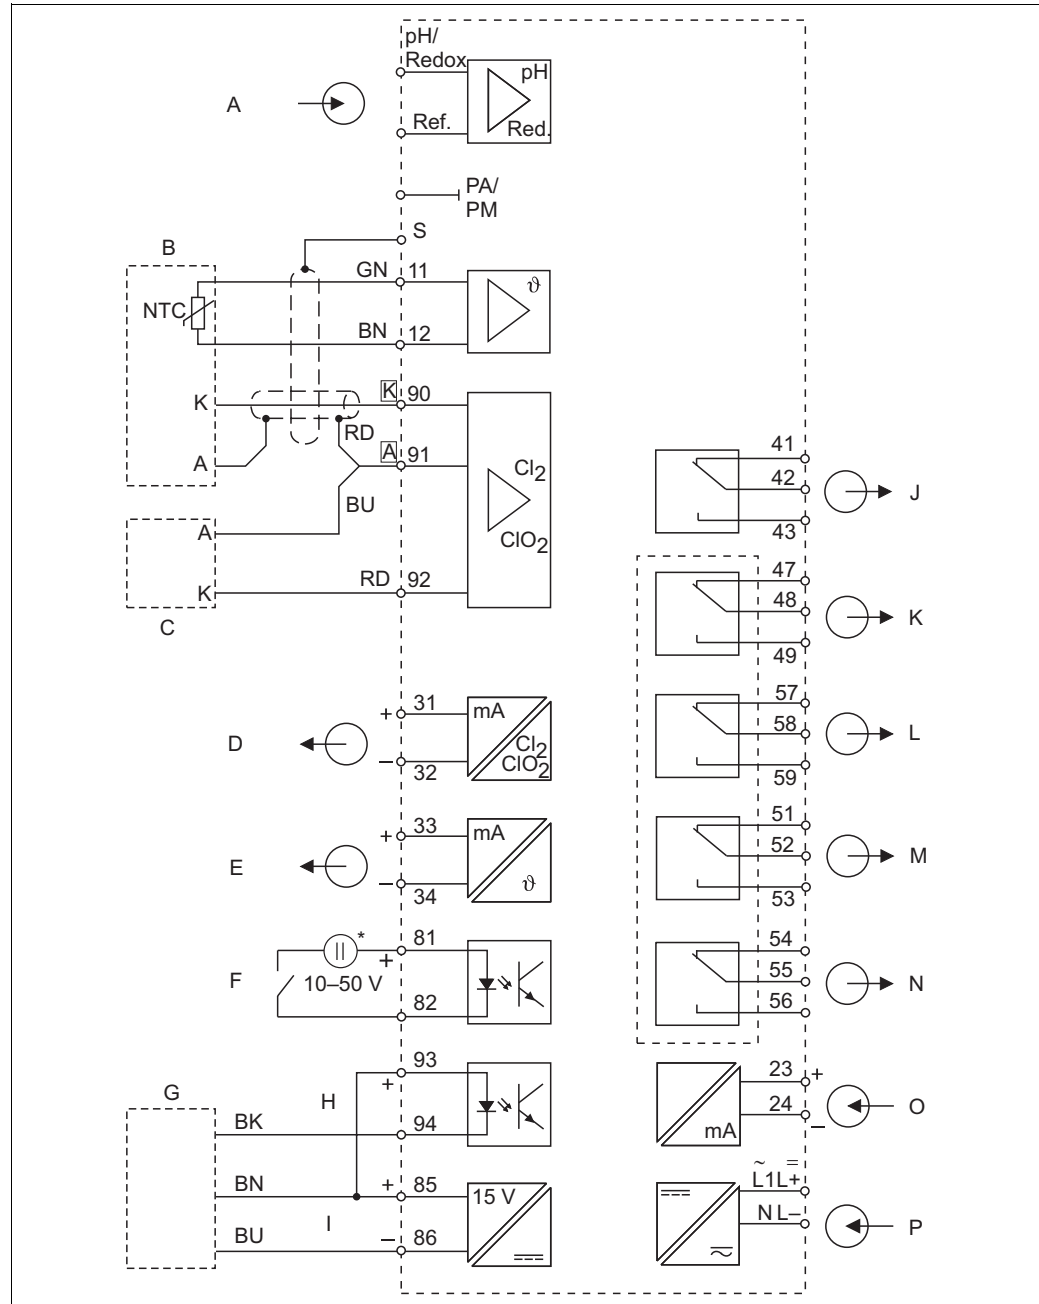 pH/
Redox
pH
A
Ref.
Red.
PA/
PM
S
B
GN 11
ϑ
NTC
BN 12
K
K 90
RD
A
A 91
Cl2
BU
ClO2
A
K
RD 92
C
41
42
J
43
47
48
K
49
57
58
L
59
51
52
M
53
54
55
N
56
D
+ 31
mA
Cl2
ClO2
– 32
E
+ 33
mA
ϑ
– 34
F
* 81
+
10–50 V
82
G
H
93
+
BK
94
BN
+ 85
15 V
I
BU
– 86
23 +
O
24 –
mA
~ =
L1 L+
N L–
P